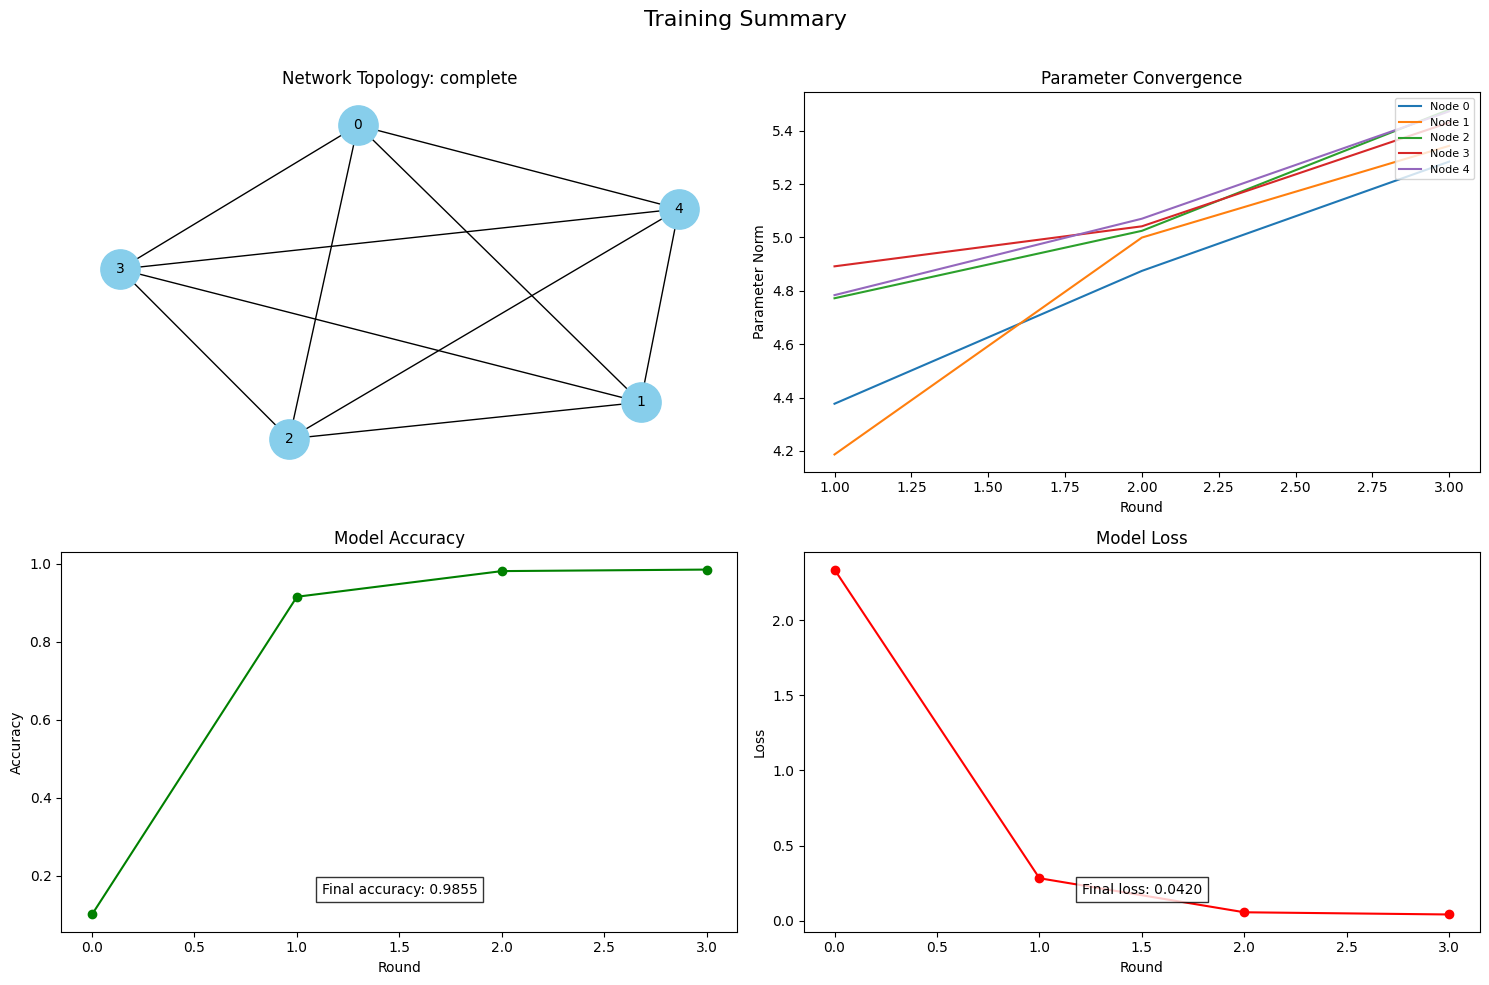 Training Summary
Network Topology: complete
0
4
3
1
2
Parameter Convergence
Parameter Norm
5.4
5.2
5.0
4.8
4.6
4.4
4.2
Node 0
Node 1
Node 2
Node 3
Node 4
1.00 1.25 1.50 1.75 2.00 2.25 2.50 2.75 3.00
Round
Model Accuracy
Accuracy
1.0
0.8
0.6
0.4
0.2
Final accuracy: 0.9855
0.0 0.5 1.0 1.5 2.0 2.5 3.0
Round
Model Loss
Loss
2.0
1.5
1.0
0.5
0.0
Final loss: 0.0420
0.0 0.5 1.0 1.5 2.0 2.5 3.0
Round